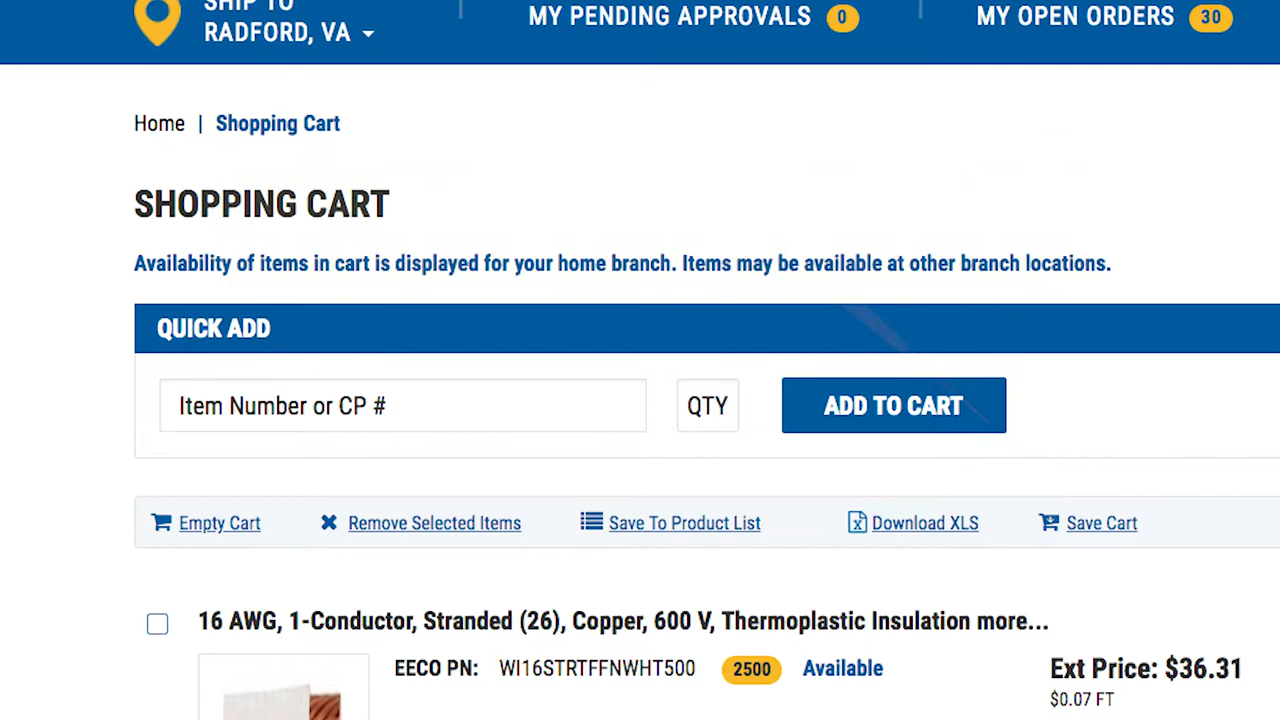 SHIP TO
RADFORD, VA
MY PENDING APPROVALS 0
MY OPEN ORDERS 30
Home | Shopping Cart
SHOPPING CART
Availability of items in cart is displayed for your home branch. Items may be available at other branch locations.
QUICK ADD
Item Number or CP #
QTY
ADD TO CART
Empty Cart
Remove Selected Items
Save To Product List
Download XLS
Save Cart
16 AWG, 1-Conductor, Stranded (26), Copper, 600 V, Thermoplastic Insulation more...
EECO PN: WI16STRTFFNWHT500 2500 Available
Ext Price: $36.31
$0.07 FT